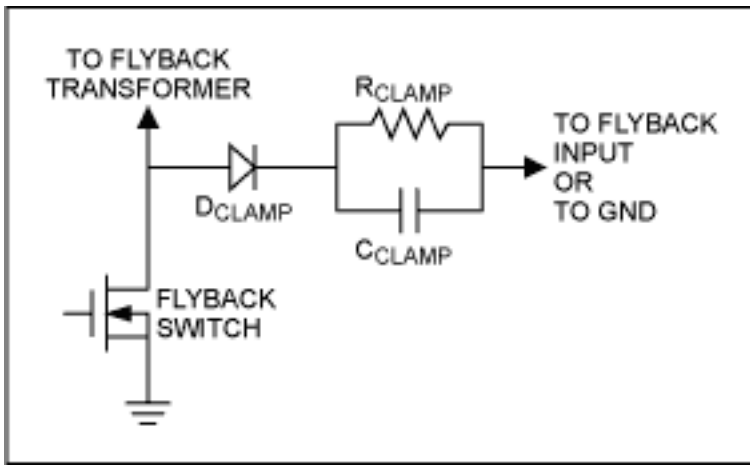 TO FLYBACK
TRANSFORMER
RCLAMP
TO FLYBACK
INPUT
OR
TO GND
DCLAMP
CCLAMP
FLYBACK
SWITCH